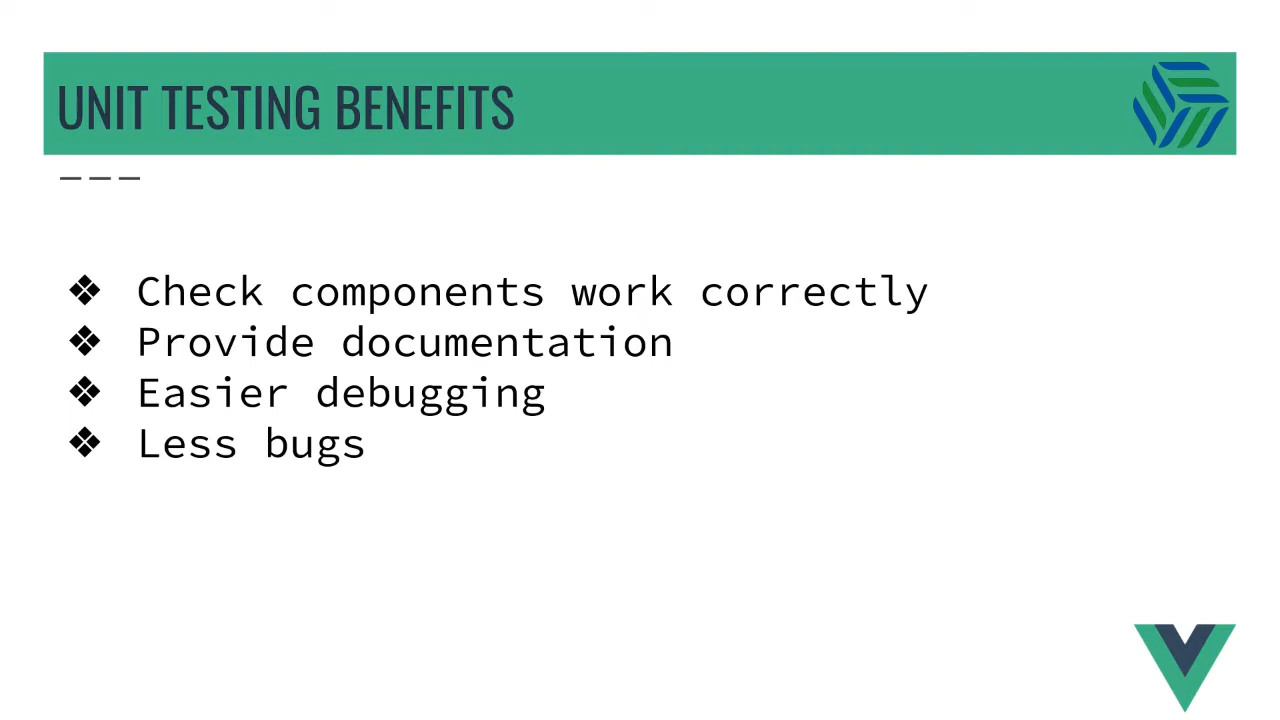 UNIT TESTING BENEFITS
❖ Check components work correctly
❖ Provide documentation
❖ Easier debugging
❖ Less bugs